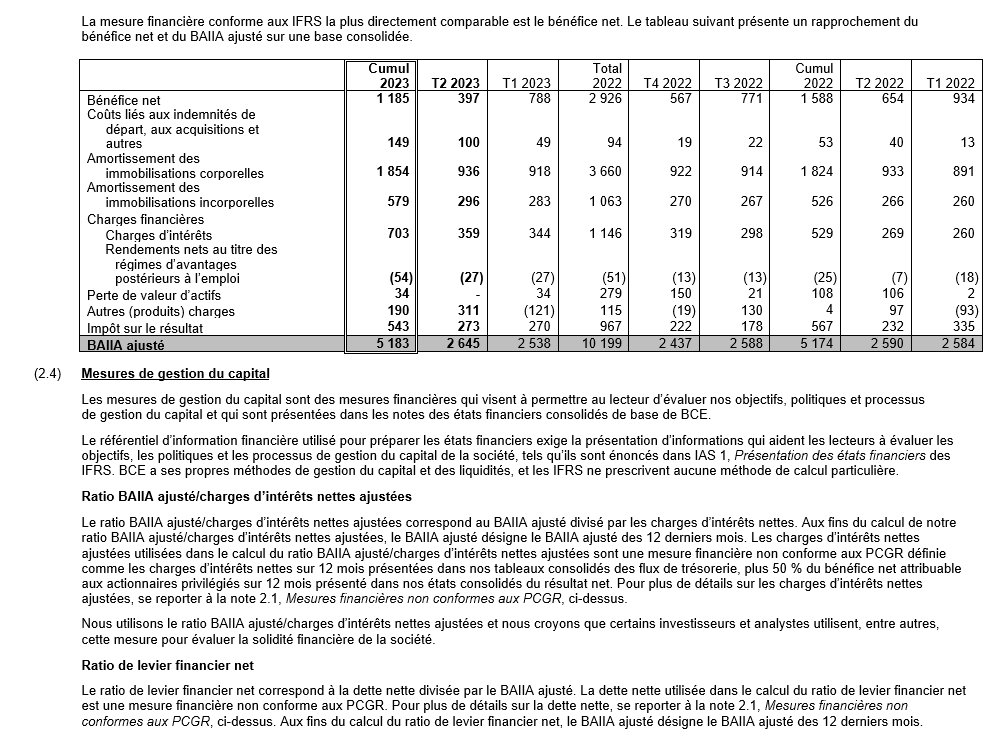 La mesure financière conforme aux IFRS la plus directement comparable est le bénéfice net. Le tableau suivant présente un rapprochement du
bénéfice net et du BAIIA ajusté sur une base consolidée.
Cumul Total Cumul
2023 T2 2023 T1 2023 2022 T4 2022 T3 2022 2022 T2 2022 T1 2022
Bénéfice net 1 185 397 788 2 926 567 771 1 588 654 934
Coûts liés aux indemnités de
départ, aux acquisitions et
autres 149 100 49 94 19 22 53 40 13
Amortissement des
immobilisations corporelles 1 854 936 918 3 660 922 914 1 824 933 891
Amortissement des
immobilisations incorporelles 579 296 283 1 063 270 267 526 266 260
Charges financières
Charges d’intérêts 703 359 344 1 146 319 298 529 269 260
Rendements nets au titre des
régimes d’avantages
postérieurs à l’emploi (54) (27) (27) (51) (13) (13) (25) (7) (18)
Perte de valeur d’actifs 34 - 34 279 150 21 108 106 2
Autres (produits) charges 190 311 (121) 115 (19) 130 4 97 (93)
Impôt sur le résultat 543 273 270 967 222 178 567 232 335
BAIIA ajusté 5 183 2 645 2 538 10 199 2 437 2 588 5 174 2 590 2 584
(2.4) Mesures de gestion du capital
Les mesures de gestion du capital sont des mesures financières qui visent à permettre au lecteur d’évaluer nos objectifs, politiques et processus
de gestion du capital et qui sont présentées dans les notes des états financiers consolidés de base de BCE.
Le référentiel d’information financière utilisé pour préparer les états financiers exige la présentation d’informations qui aident les lecteurs à évaluer les
objectifs, les politiques et les processus de gestion du capital de la société, tels qu’ils sont énoncés dans IAS 1, Présentation des états financiers des
IFRS. BCE a ses propres méthodes de gestion du capital et des liquidités, et les IFRS ne prescrivent aucune méthode de calcul particulière.
Ratio BAIIA ajusté/charges d’intérêts nettes ajustées
Le ratio BAIIA ajusté/charges d’intérêts nettes ajustées correspond au BAIIA ajusté divisé par les charges d’intérêts nettes. Aux fins du calcul de notre
ratio BAIIA ajusté/charges d’intérêts nettes ajustées, le BAIIA ajusté désigne le BAIIA ajusté des 12 derniers mois. Les charges d’intérêts nettes
ajustées utilisées dans le calcul du ratio BAIIA ajusté/charges d’intérêts nettes ajustées sont une mesure financière non conforme aux PCGR définie
comme les charges d’intérêts nettes sur 12 mois présentées dans nos tableaux consolidés des flux de trésorerie, plus 50 % du bénéfice net attribuable
aux actionnaires privilégiés sur 12 mois présenté dans nos états consolidés du résultat net. Pour plus de détails sur les charges d’intérêts nettes
ajustées, se reporter à la note 2.1, Mesures financières non conformes aux PCGR, ci-dessus.
Nous utilisons le ratio BAIIA ajusté/charges d’intérêts nettes ajustées et nous croyons que certains investisseurs et analystes utilisent, entre autres,
cette mesure pour évaluer la solidité financière de la société.
Ratio de levier financier net
Le ratio de levier financier net correspond à la dette nette divisée par le BAIIA ajusté. La dette nette utilisée dans le calcul du ratio de levier financier net
est une mesure financière non conforme aux PCGR. Pour plus de détails sur la dette nette, se reporter à la note 2.1, Mesures financières non
conformes aux PCGR, ci-dessus. Aux fins du calcul du ratio de levier financier net, le BAIIA ajusté désigne le BAIIA ajusté des 12 derniers mois.